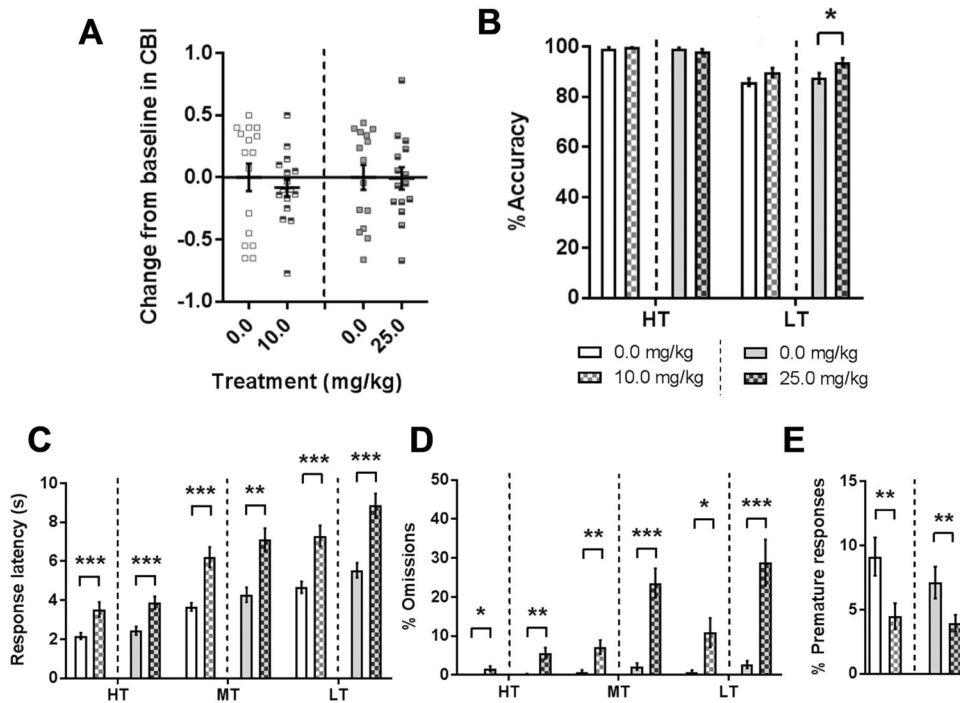 A
Change from baseline in CBI
1.0
0.5
0.0
-0.5
-1.0
0.0
10.0
0.0
25.0
Treatment (mg/kg)
B
% Accuracy
100
80
60
40
20
0
*
HT
LT
0.0 mg/kg
0.0 mg/kg
10.0 mg/kg
25.0 mg/kg
C
Response latency (s)
10
8
6
4
2
0
***
***
***
**
***
***
HT
MT
LT
D
% Omissions
50
40
30
20
10
0
*
**
**
***
*
***
HT
MT
LT
E
% Premature responses
15
10
5
0
**
**